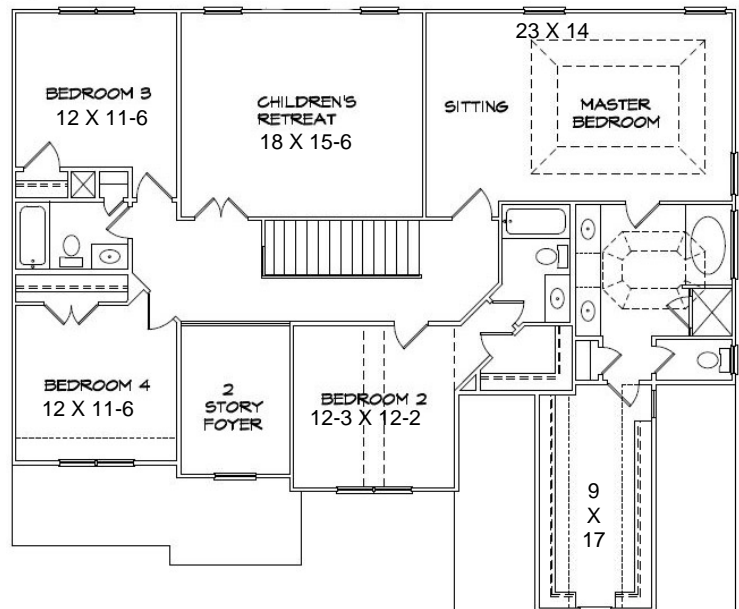 23 X 14
BEDROOM 3
12 X 11-6
CHILDREN'S
RETREAT
18 X 15-6
SITTING
MASTER
BEDROOM
BEDROOM 4
12 X 11-6
2
STORY
FOYER
BEDROOM 2
12-3 X 12-2
9
X
17